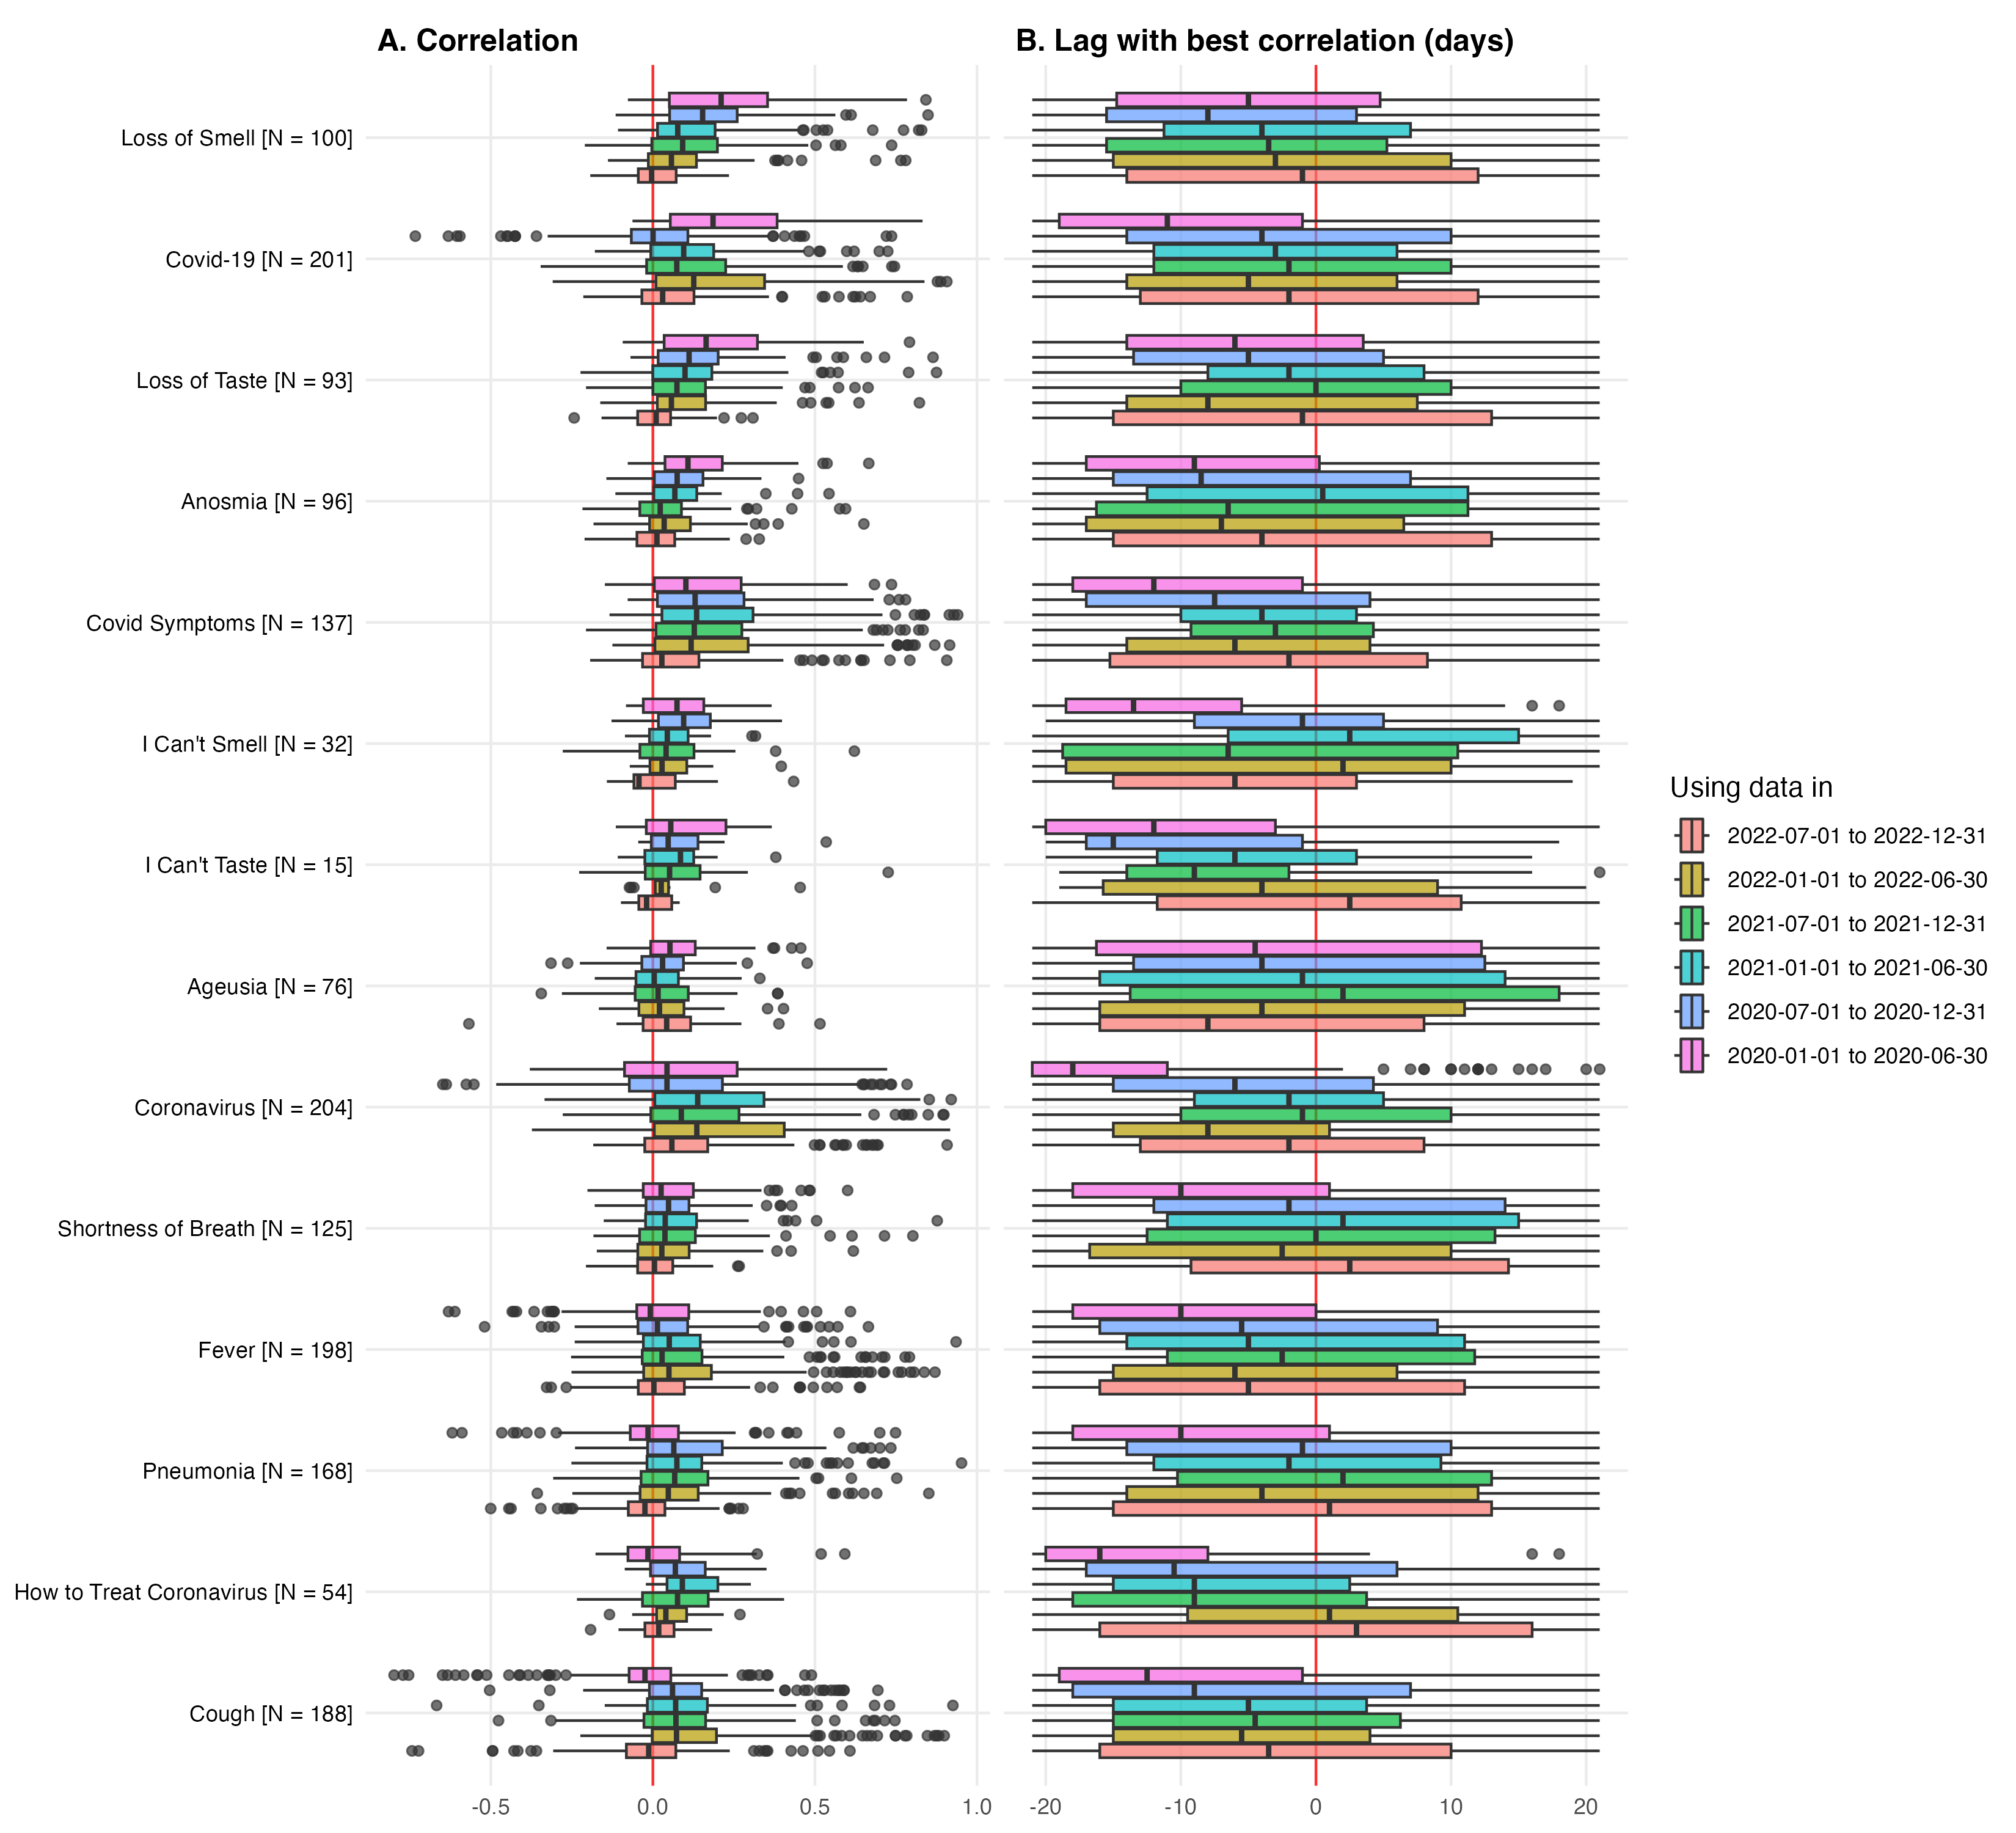 A. Correlation
B. Lag with best correlation (days)
Loss of Smell [N = 100]
Covid-19 [N = 201]
Loss of Taste [N = 93]
Anosmia [N = 96]
Covid Symptoms [N = 137]
I Can't Smell [N = 32]
I Can't Taste [N = 15]
Ageusia [N = 76]
Coronavirus [N = 204]
Shortness of Breath [N = 125]
Fever [N = 198]
Pneumonia [N = 168]
How to Treat Coronavirus [N = 54]
Cough [N = 188]
-0.5 0.0 0.5 1.0
-20 -10 0 10 20
Using data in
2022-07-01 to 2022-12-31
2022-01-01 to 2022-06-30
2021-07-01 to 2021-12-31
2021-01-01 to 2021-06-30
2020-07-01 to 2020-12-31
2020-01-01 to 2020-06-30